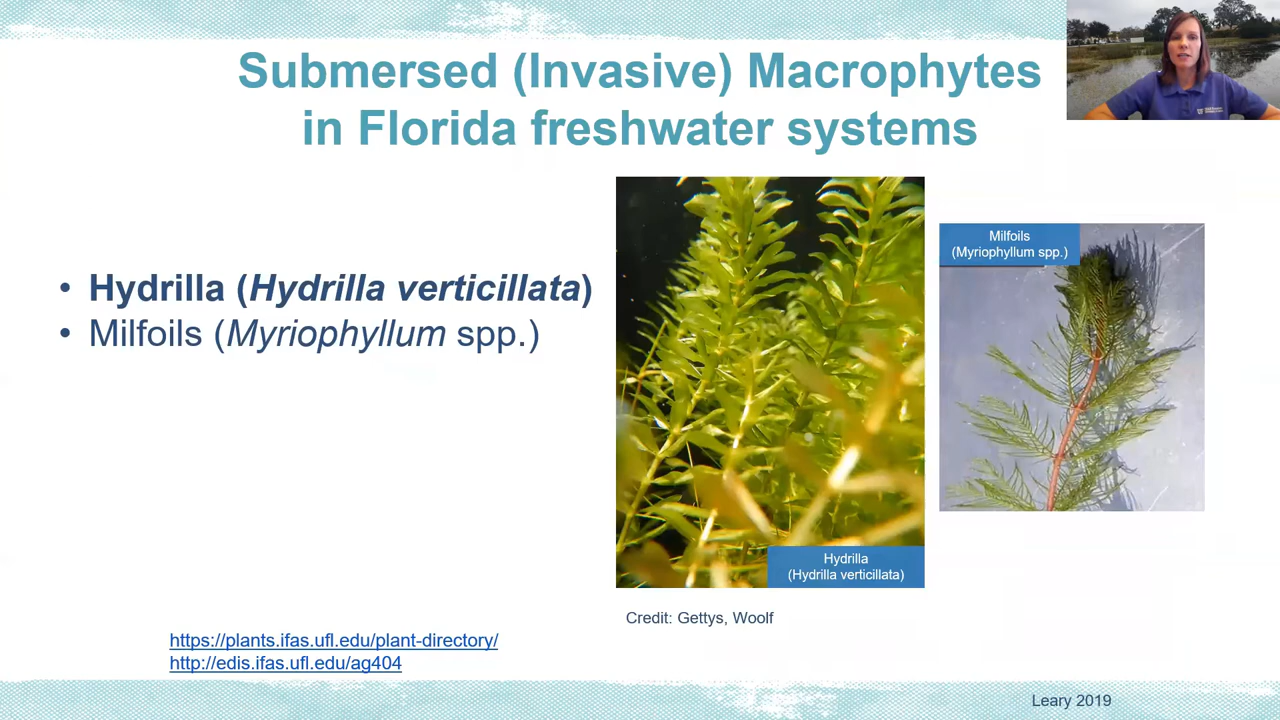 Submersed (Invasive) Macrophytes
in Florida freshwater systems
• Hydrilla (Hydrilla verticillata)
• Milfoils (Myriophyllum spp.)
Milfoils
(Myriophyllum spp.)
Hydrilla
(Hydrilla verticillata)
Credit: Gettys, Woolf
https://plants.ifas.ufl.edu/plant-directory/
http://edis.ifas.ufl.edu/ag404
Leary 2019